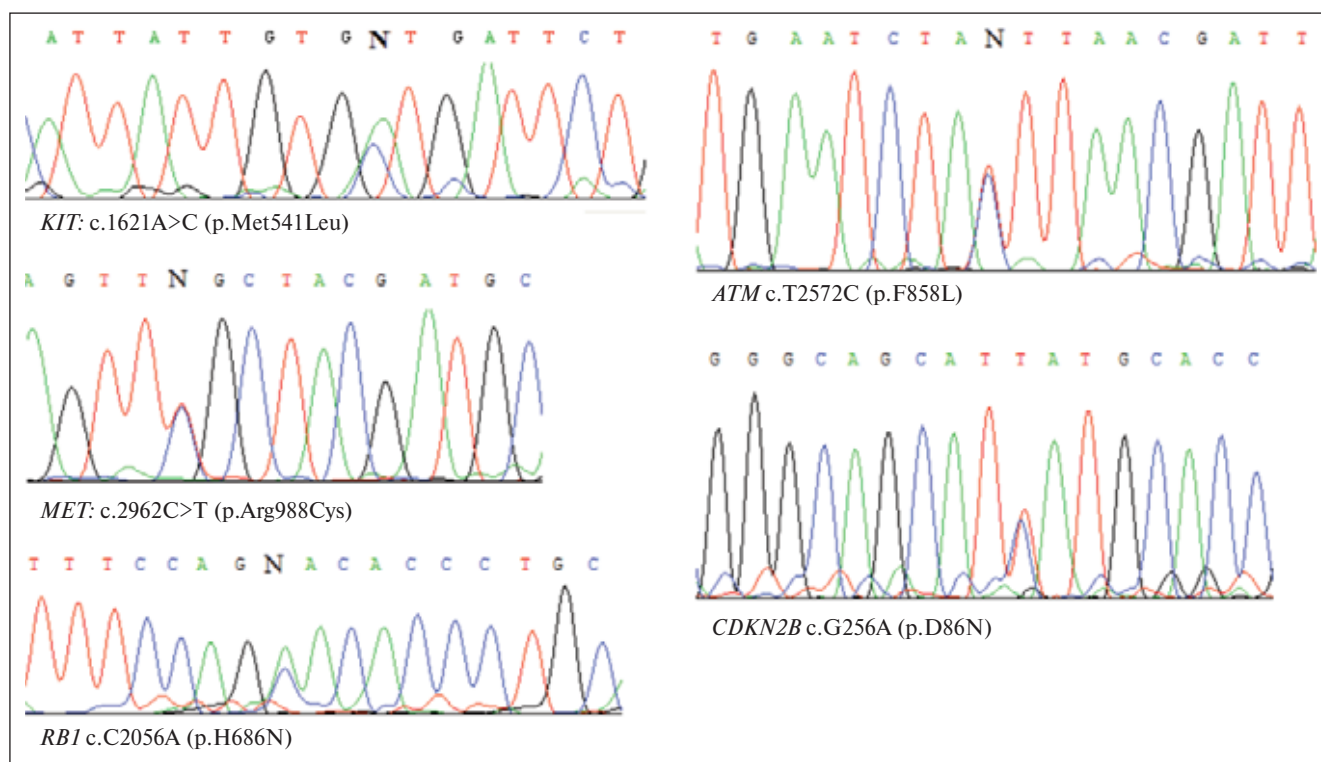 A T T A T T G T G N T G A T T C T
KIT: c.1621A>C (p.Met541Leu)
A G T T N G C T A C G A T G C
MET: c.2962C>T (p.Arg988Cys)
T T T C C A G N A C A C C C T G C
RB1 c.C2056A (p.H686N)
T G A A T C T A N T T A A C G A T T
ATM c.T2572C (p.F858L)
G G G C A G C A T T A T G C A C C
CDKN2B c.G256A (p.D86N)